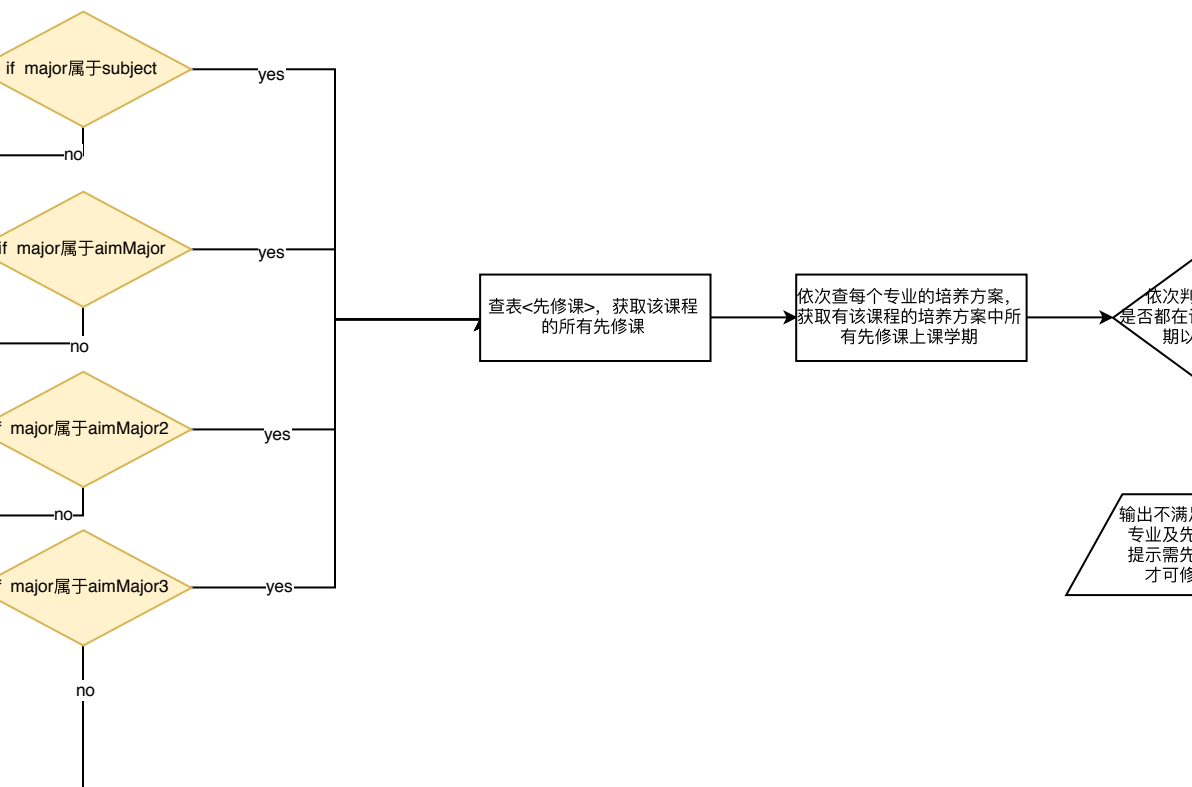 if major属于subject
yes
no
if major属于aimMajor
yes
no
major属于aimMajor2
yes
no
major属于aimMajor3
yes
no
查表<先修课>，获取该课程
的所有先修课
依次查每个专业的培养方案，
获取有该课程的培养方案中所
有先修课上课学期
依次判
是否都在
期以
输出不满
专业及先
提示需先
才可修